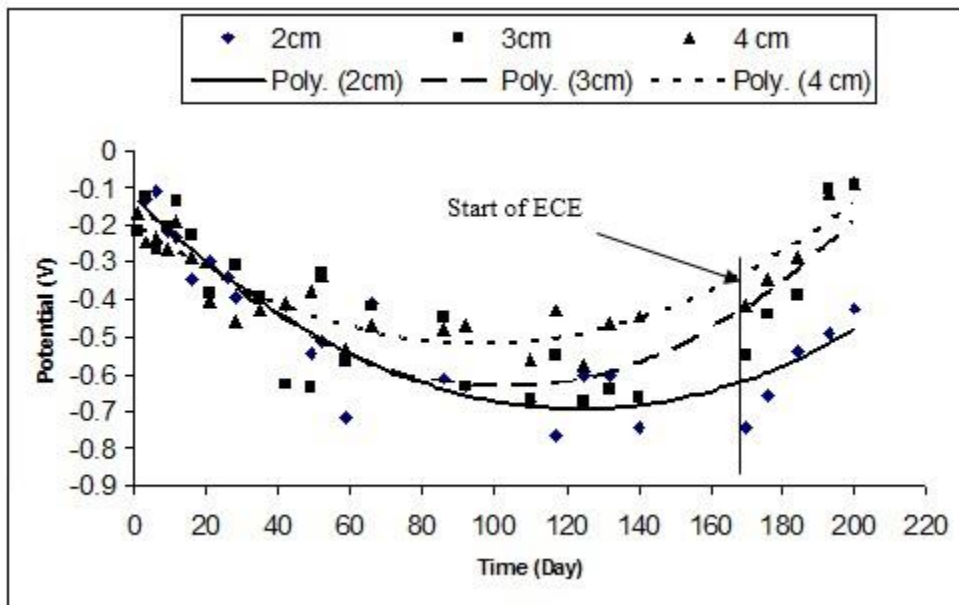 2cm 3cm 4 cm
Poly. (2cm) Poly. (3cm) Poly. (4 cm)
0
-0.1
-0.2
-0.3
-0.4
-0.5
-0.6
-0.7
-0.8
-0.9
Potential (V)
Start of ECE
0 20 40 60 80 100 120 140 160 180 200 220
Time (Day)